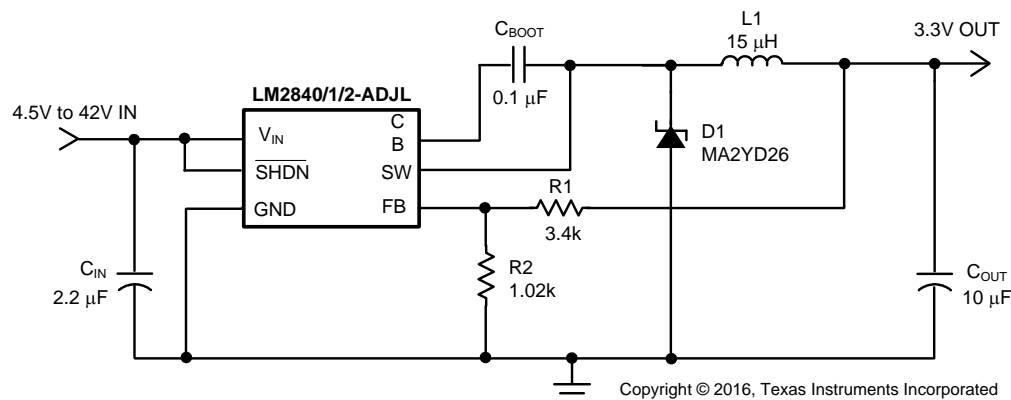 L1
15 μH
3.3V OUT
CBOOT
0.1 μF
LM2840/1/2-ADJL
4.5V to 42V IN
VIN
C
B
SHDN
SW
GND
FB
D1
MA2YD26
R1
3.4k
R2
1.02k
CIN
2.2 μF
COUT
10 μF
Copyright © 2016, Texas Instruments Incorporated